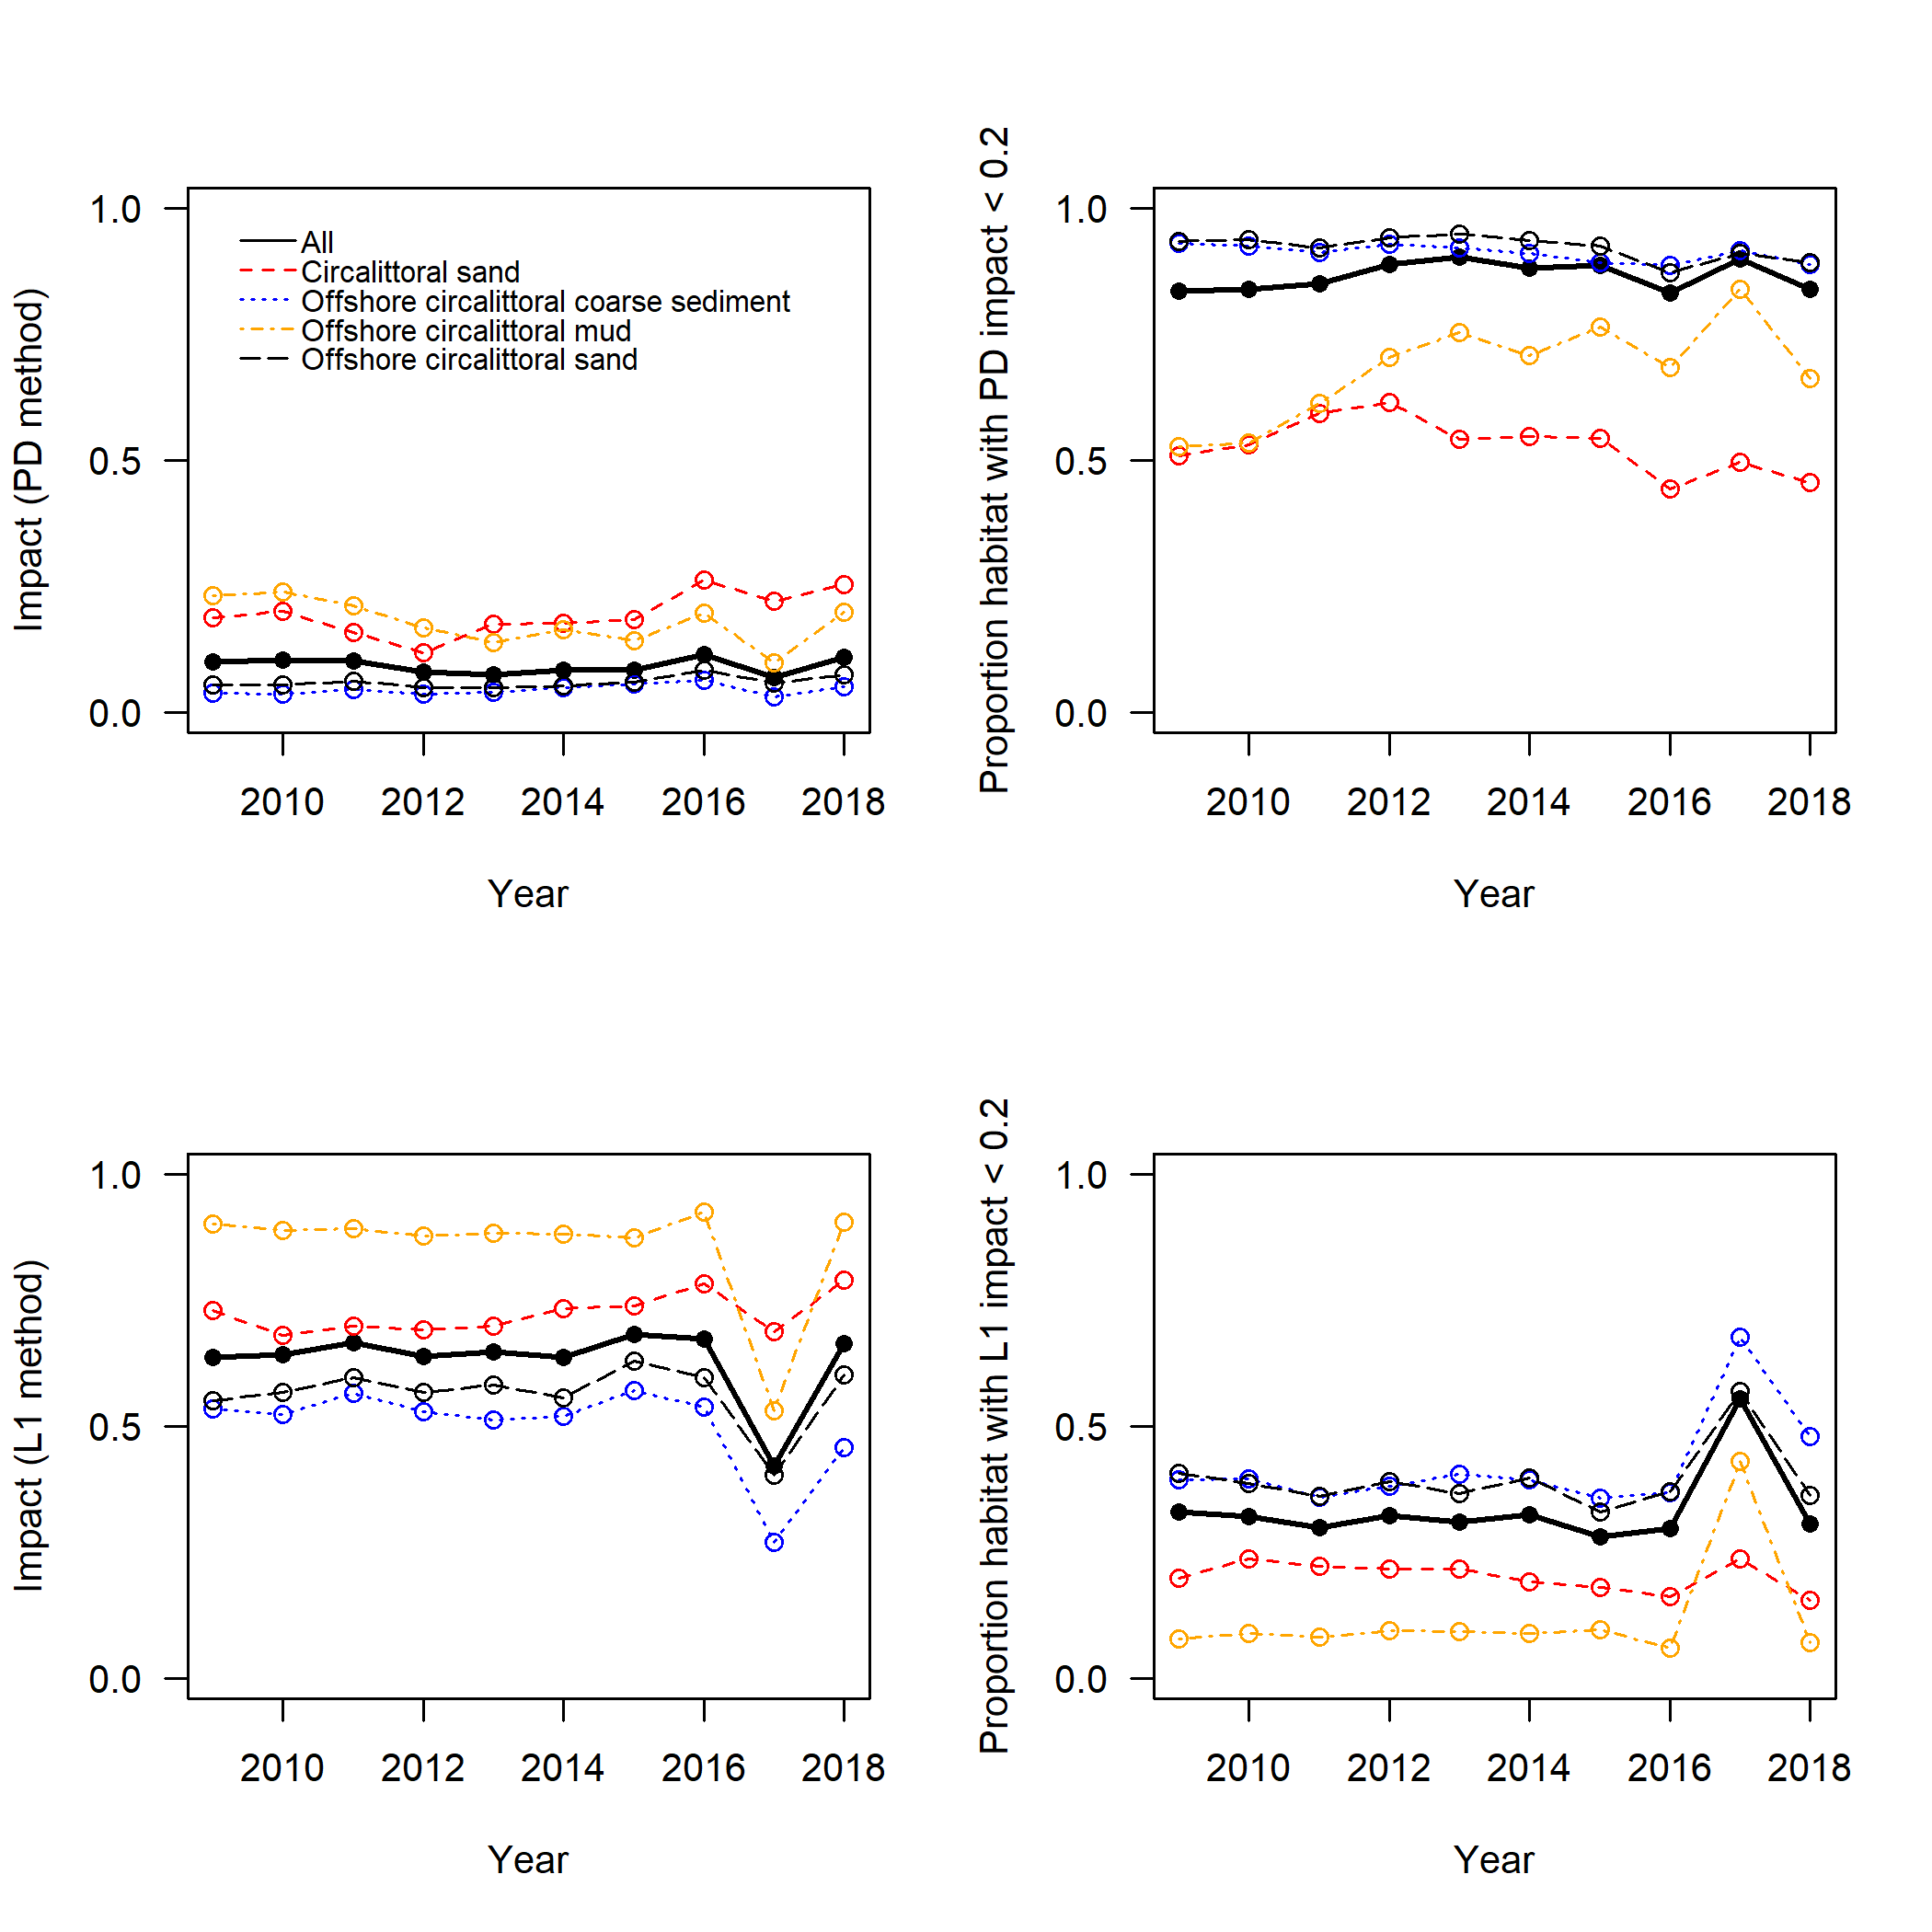 Impact (PD method)
1.0
0.5
0.0
All
Circalittoral sand
Offshore circalittoral coarse sediment
Offshore circalittoral mud
Offshore circalittoral sand
2010 2012 2014 2016 2018
Year
Proportion habitat with PD impact < 0.2
1.0
0.5
0.0
2010 2012 2014 2016 2018
Year
Impact (L1 method)
1.0
0.5
0.0
2010 2012 2014 2016 2018
Year
Proportion habitat with L1 impact < 0.2
1.0
0.5
0.0
2010 2012 2014 2016 2018
Year